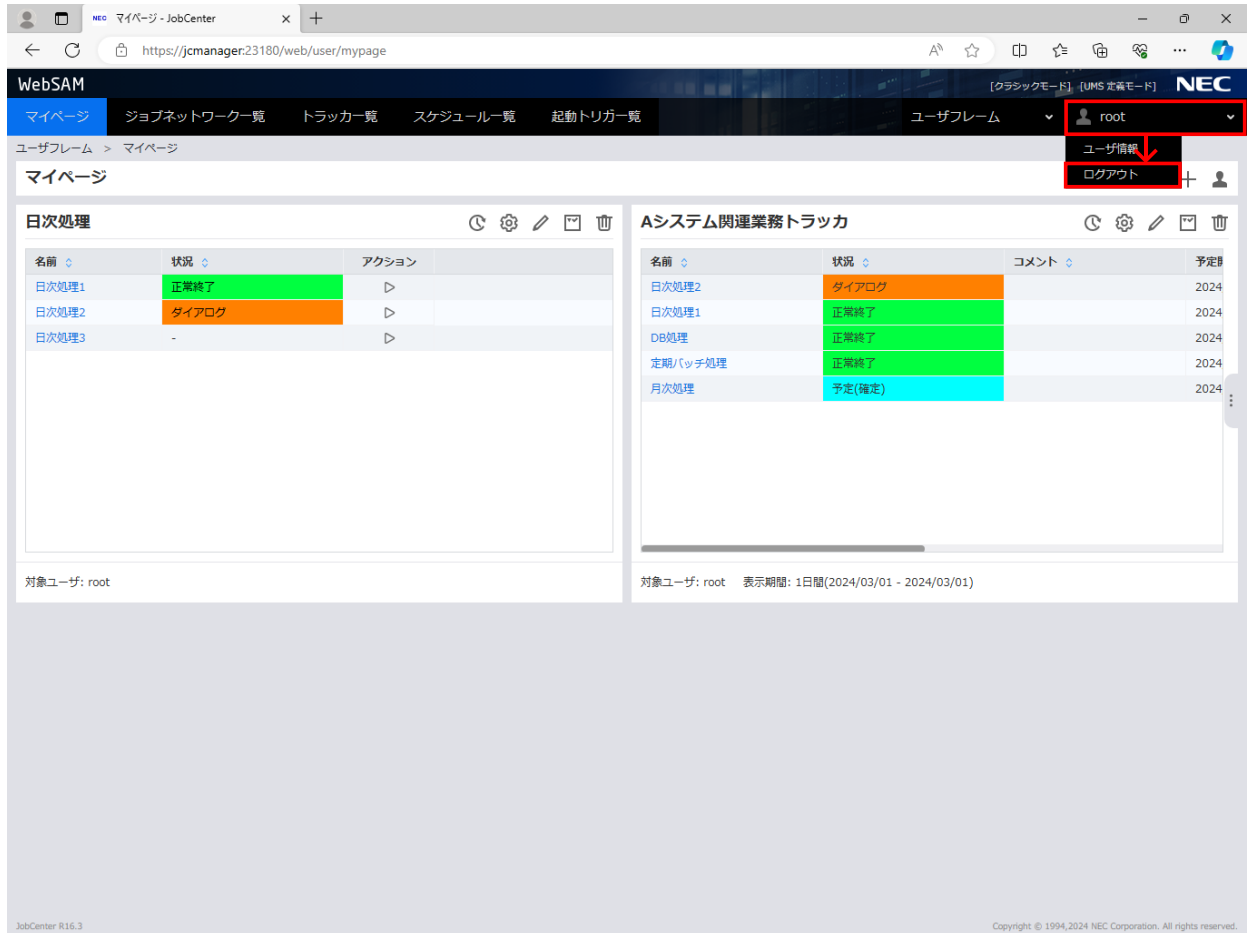 NEC マイページ - JobCenter
https://jcmanager:23180/web/user/mypage
WebSAM [クラシックモード] [UMS 定義モード] NEC
マイページ ジョブネットワーク一覧 トラッカ一覧 スケジュール一覧 起動トリガ一覧 ユーザフレーム root
ユーザフレーム > マイページ ユーザ情報
マイページ ログアウト
日次処理
名前 状況 アクション
日次処理1 正常終了
日次処理2 ダイアログ
日次処理3 -
対象ユーザ: root
Aシステム関連業務トラッカ
名前 状況 コメント 予定
日次処理2 ダイアログ 2024
日次処理1 正常終了 2024
DB処理 正常終了 2024
定期バッチ処理 正常終了 2024
月次処理 予定(確定) 2024
対象ユーザ: root 表示期間: 1日間(2024/03/01 - 2024/03/01)
JobCenter R16.3 Copyright © 1994,2024 NEC Corporation. All rights reserved.